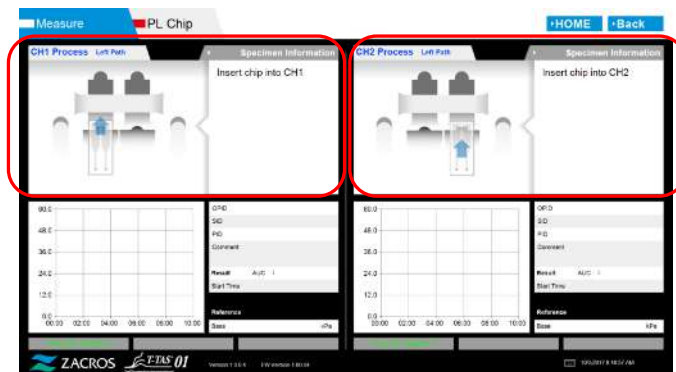 Measure
PL Chip
HOME
Back
CH1 Process Left Path
Specimen Information
CH2 Process Left Path
Specimen Information
Insert chip into CH1
Insert chip into CH2
60.0
48.0
36.0
24.0
12.0
0.0
00:00 02:00 04:00 06:00 08:00 10:00
OPID
SID
PID
Comment
Result AUC :
Start Time
Reference
Base kPa
60.0
48.0
36.0
24.0
12.0
0.0
00:00 02:00 04:00 06:00 08:00 10:00
OPID
SID
PID
Comment
Result AUC :
Start Time
Reference
Base kPa
ZACROS T-TAS 01